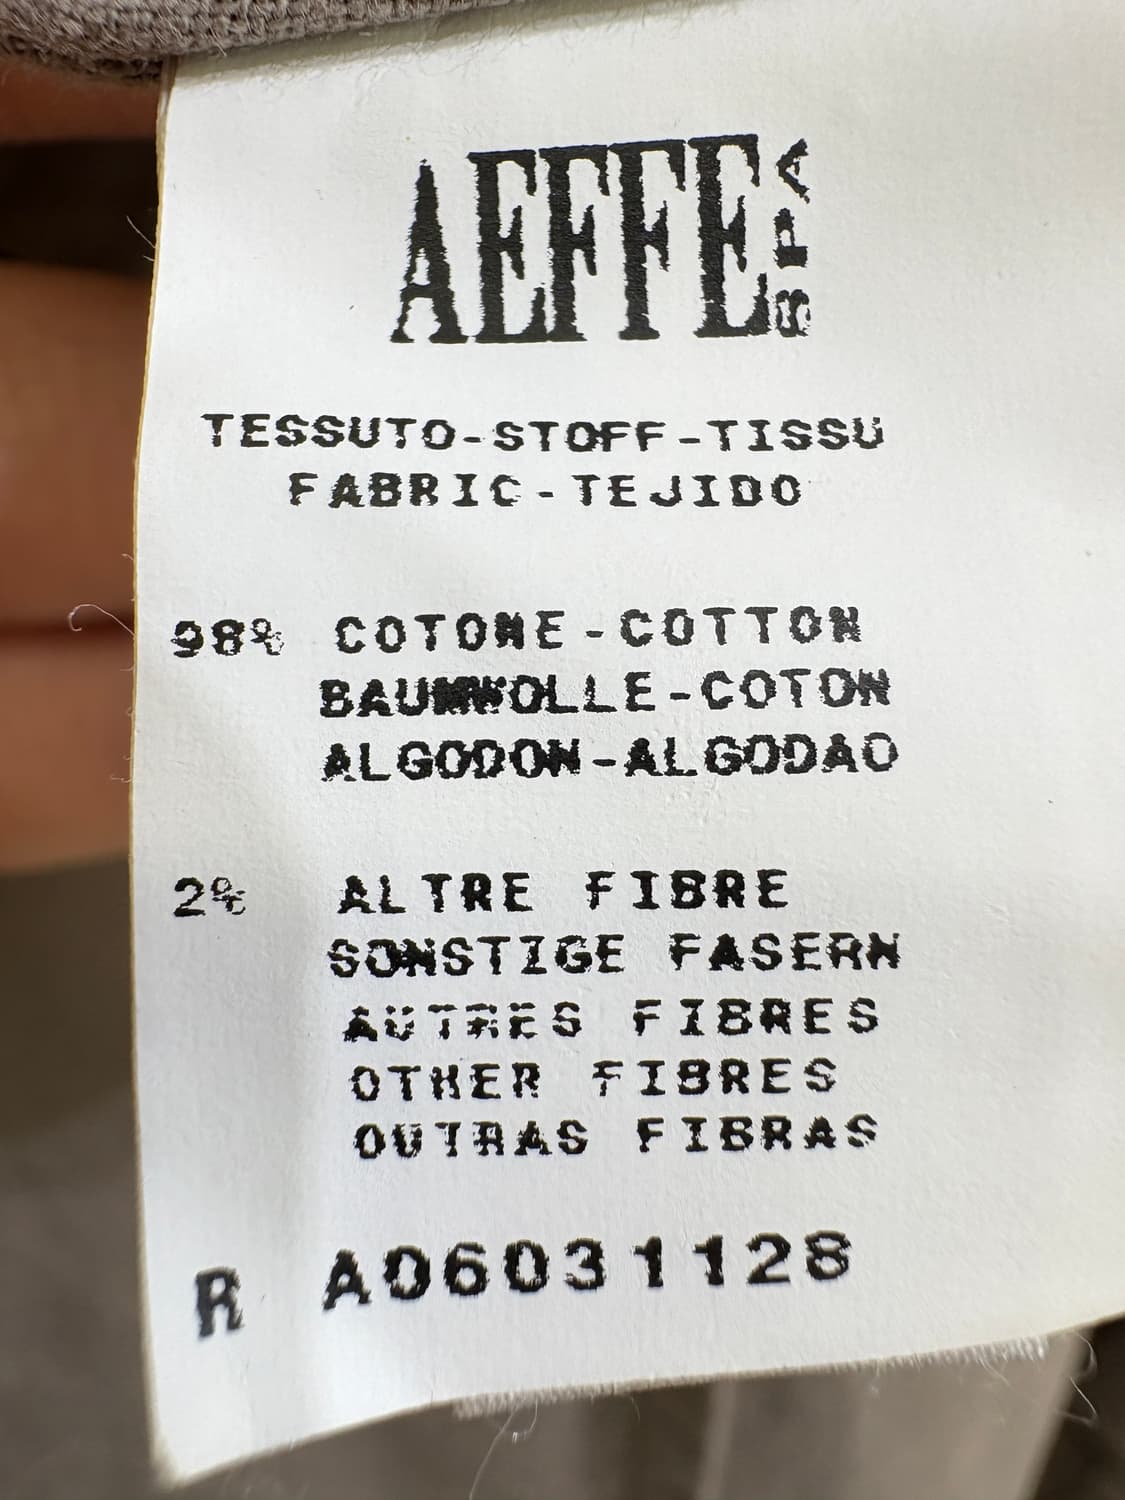 AEFFE SPA
TESSUTO-STOFF-TISSU
FABRIC-TEJIDO
98% COTONE-COTTON
BAUMWOLLE-COTON
ALGODON-ALGODAO
2% ALTRE FIBRE
SONSTIGE FASERN
AUTRES FIBRES
OTHER FIBRES
OUTRAS FIBRAS
R A06031128